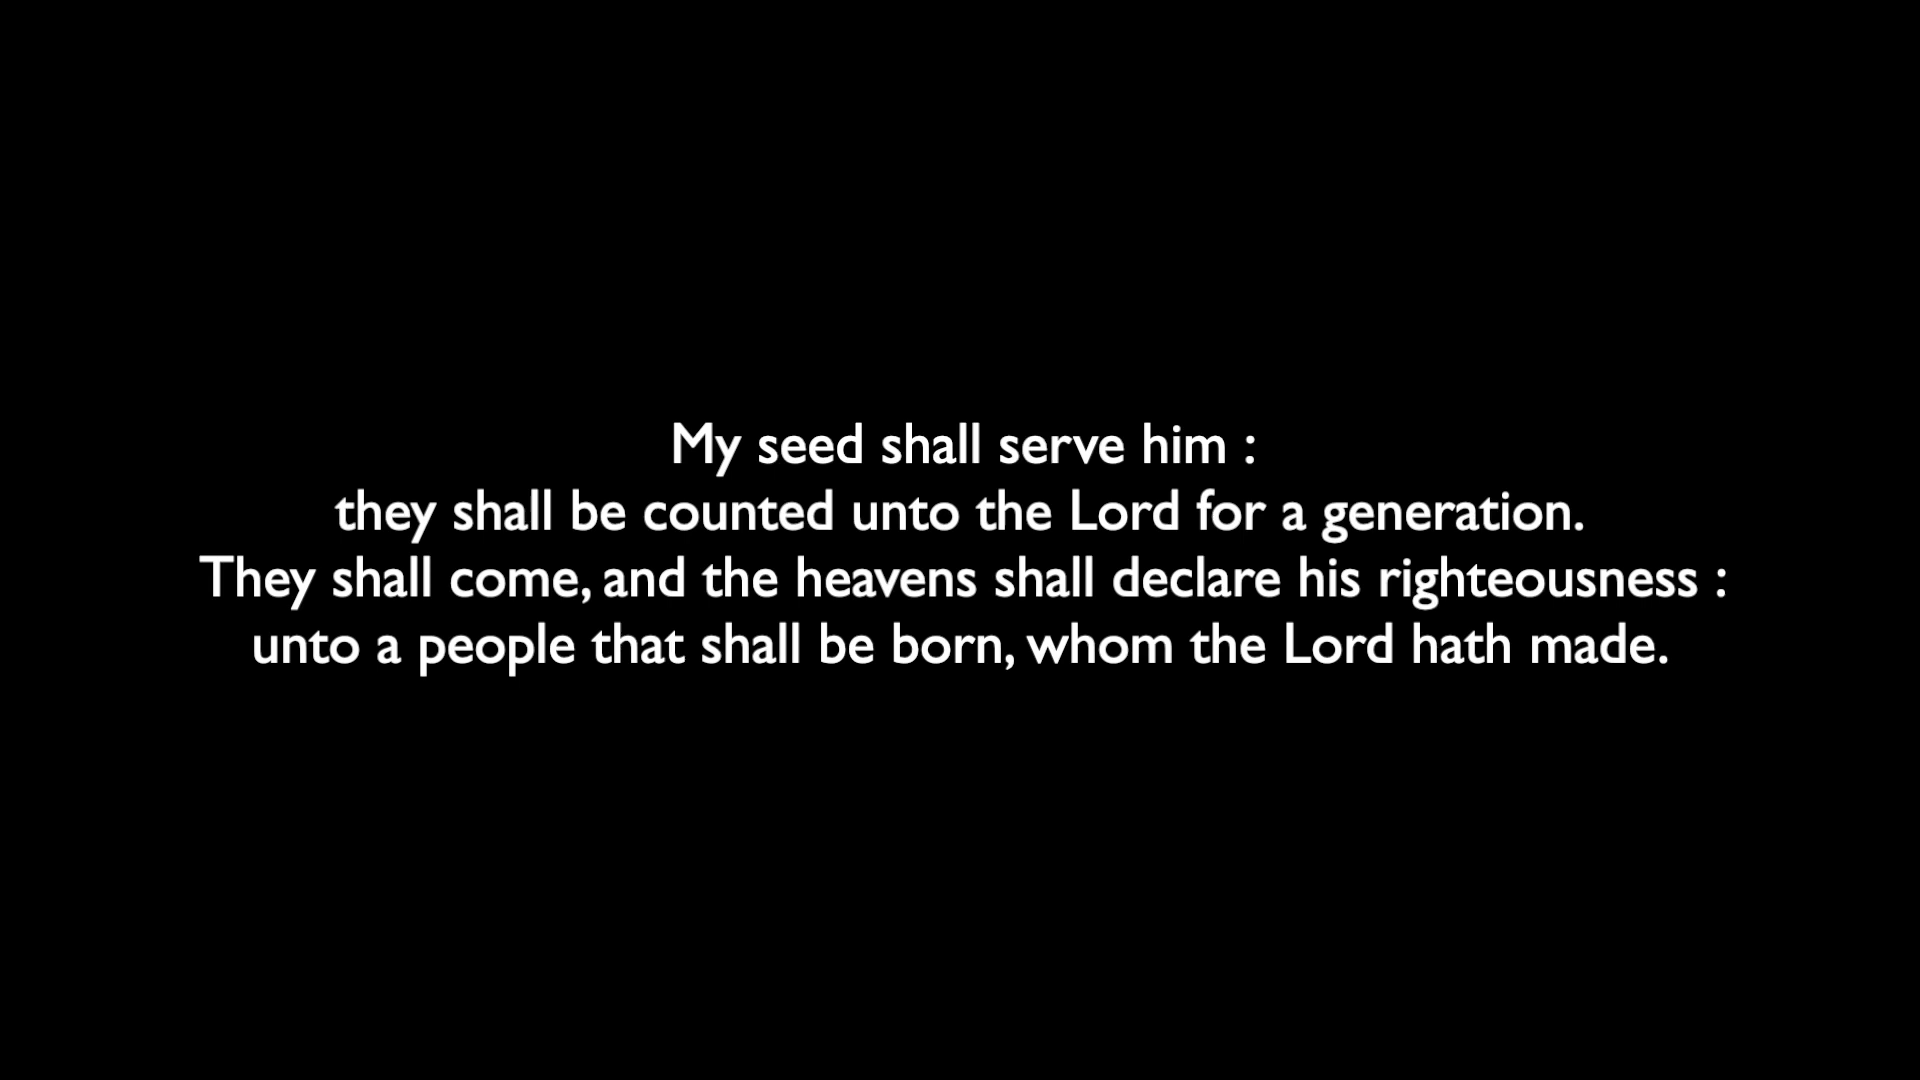 My seed shall serve him :
they shall be counted unto the Lord for a generation.
They shall come, and the heavens shall declare his righteousness :
unto a people that shall be born, whom the Lord hath made.